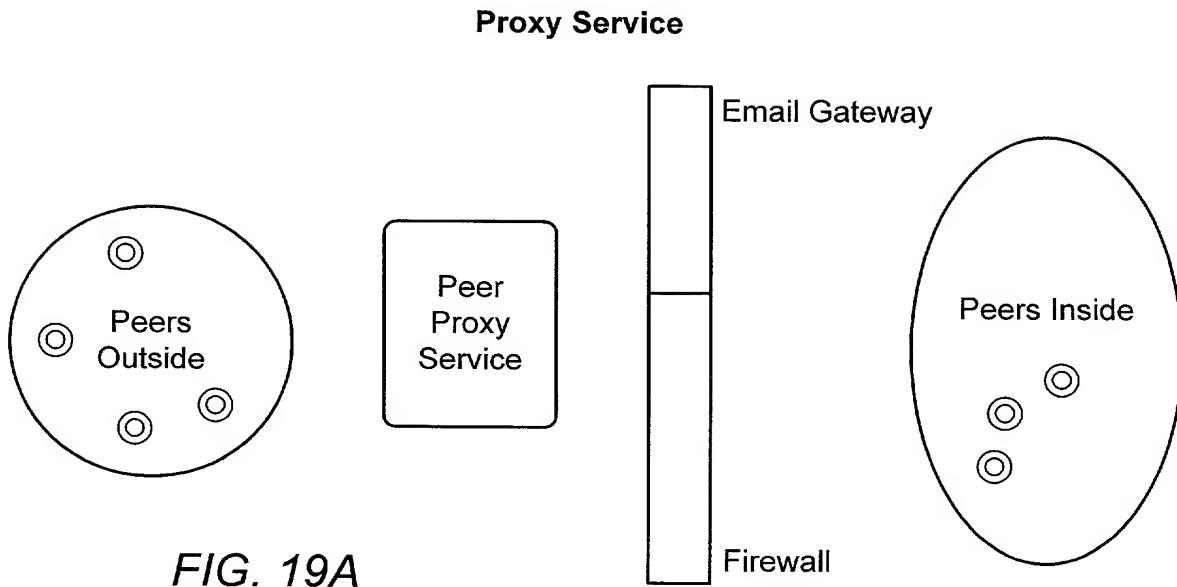 Proxy Service
Email Gateway
Peers
Outside
Peer
Proxy
Service
Peers Inside
Firewall
FIG. 19A